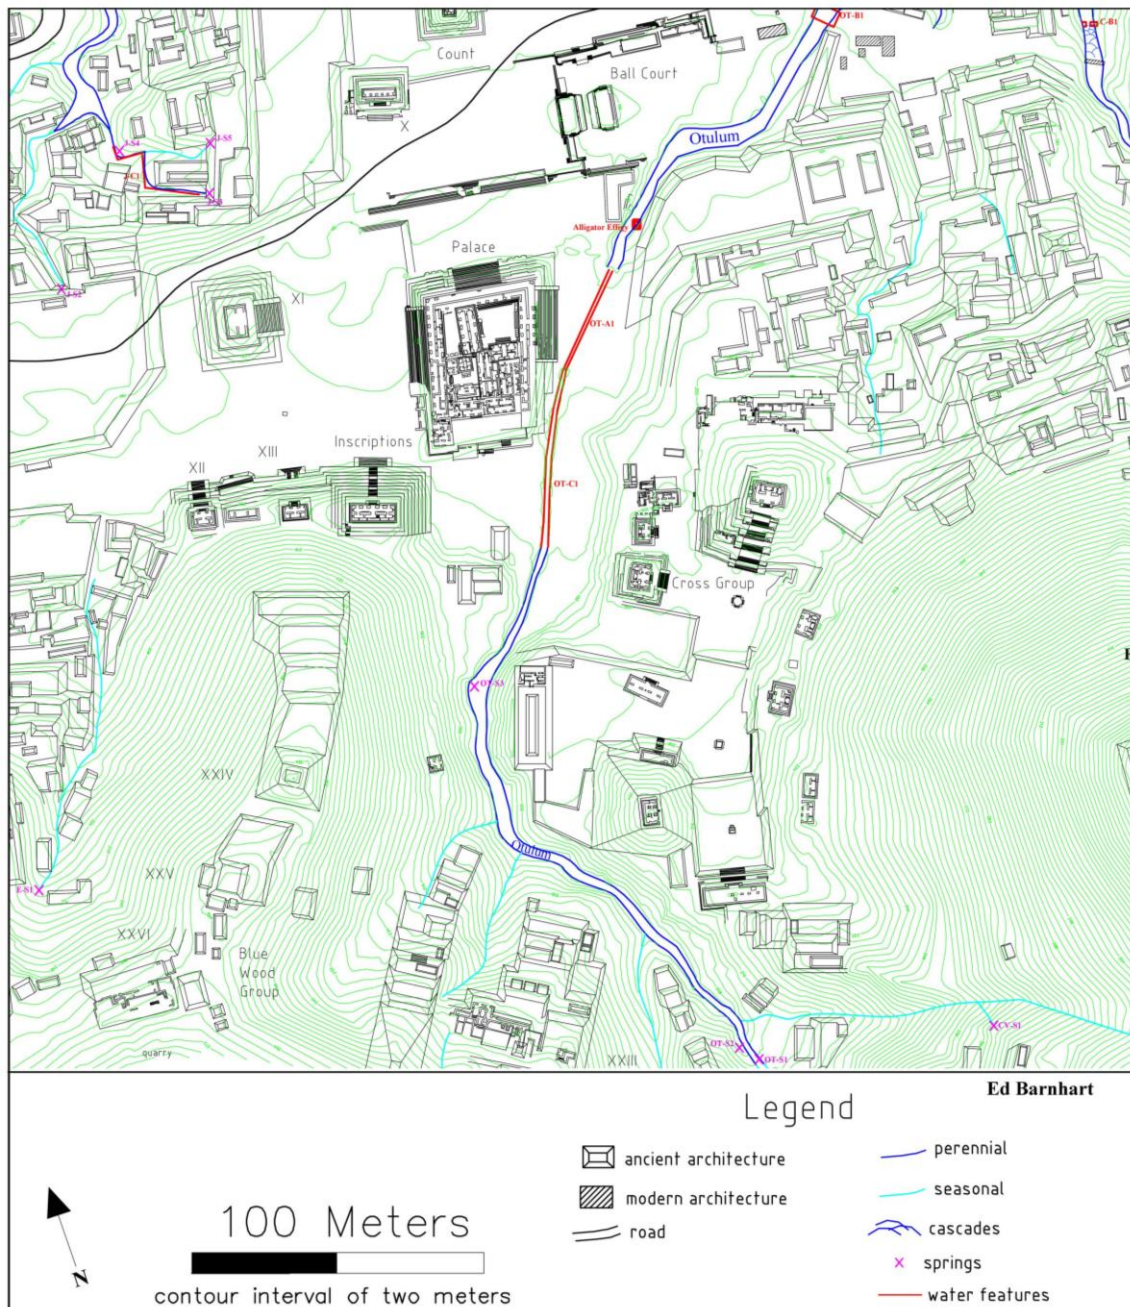 OT-B1
C-B1
Count
Ball Court
X
Otulum
J-S4
J-S5
Alligator Effigy
Palace
J-S2
XI
OT-A1
Inscriptions
XIII
XII
OT-C1
Cross Group
OT-S3
XXIV
Otulum
XXV
E-S1
XXVI
Blue
Wood
Group
CV-S1
OT-S2
OT-S1
quarry
XXIII
Ed Barnhart
Legend
ancient architecture
modern architecture
road
perennial
seasonal
cascades
springs
water features
N
100 Meters
contour interval of two meters